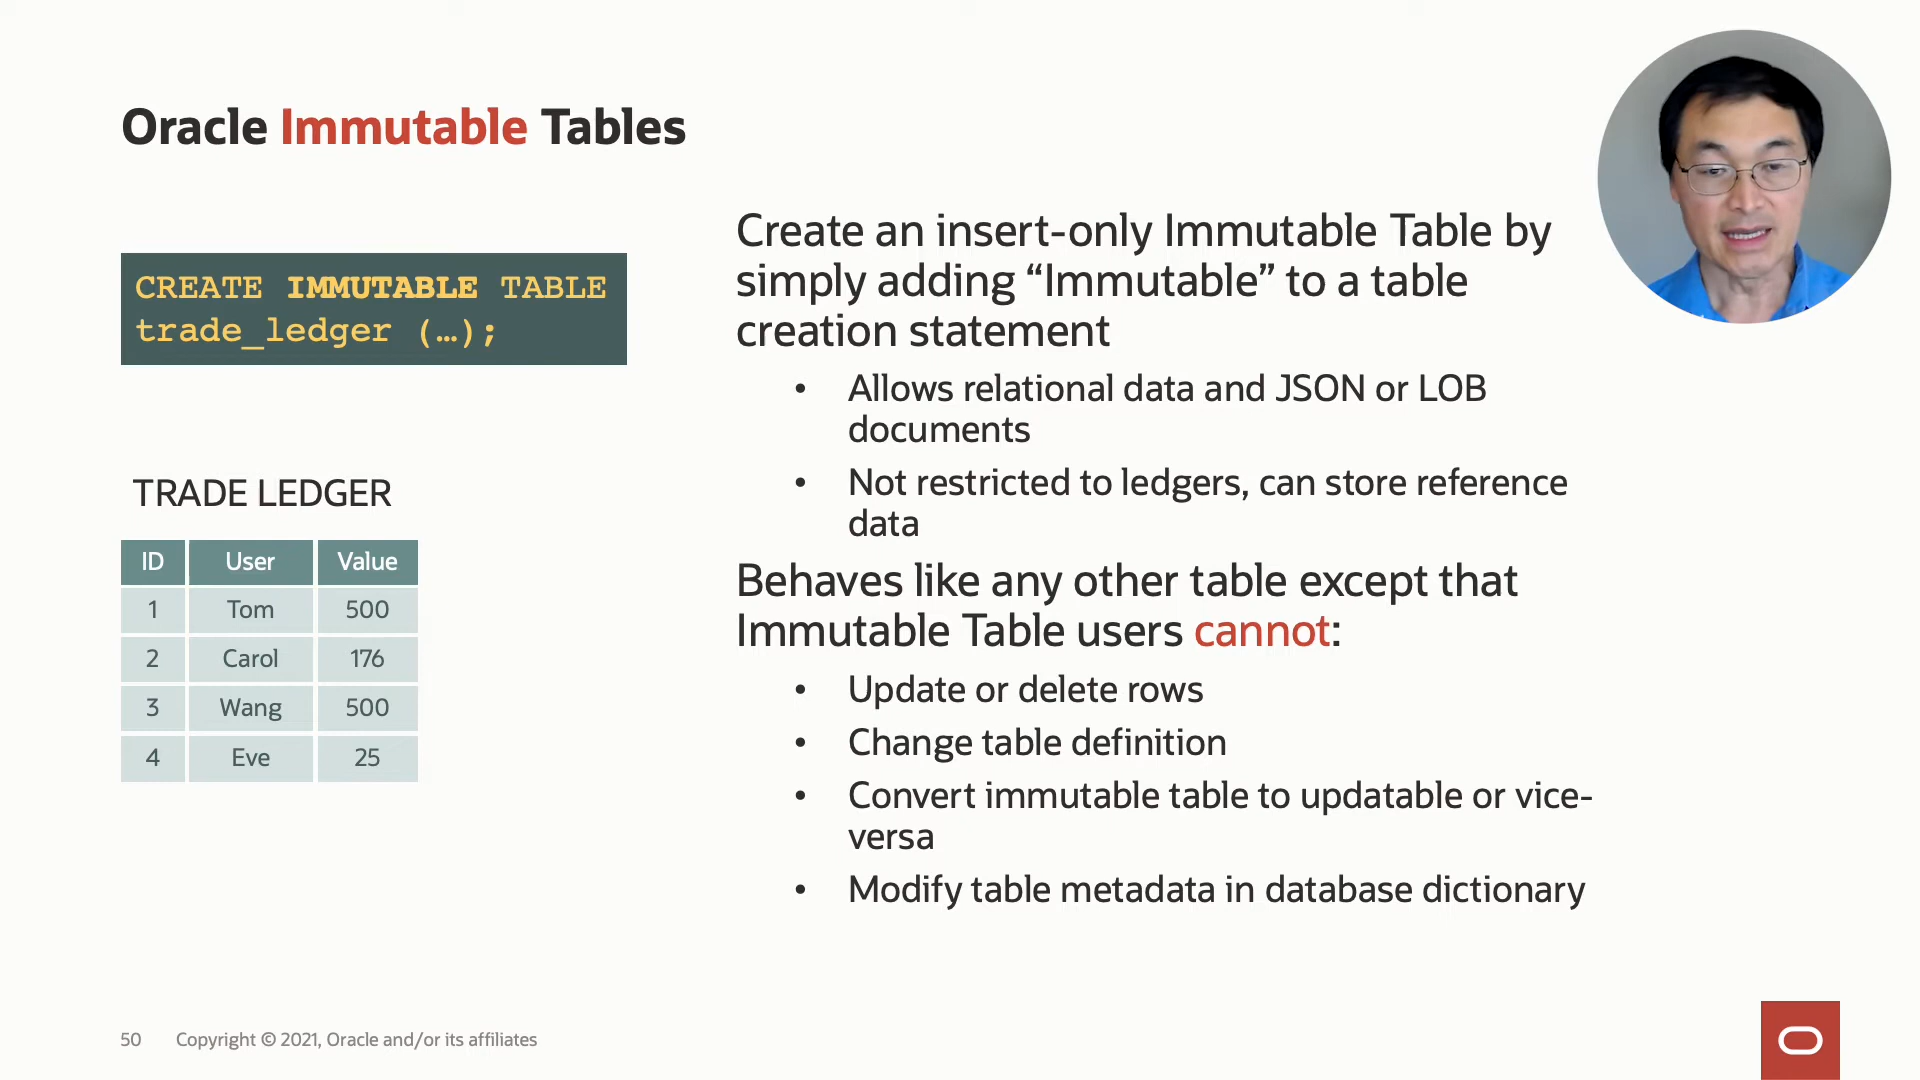 Oracle Immutable Tables
CREATE IMMUTABLE TABLE
trade_ledger (…);
TRADE LEDGER
ID User Value
1 Tom 500
2 Carol 176
3 Wang 500
4 Eve 25
Create an insert-only Immutable Table by
simply adding “Immutable” to a table
creation statement
• Allows relational data and JSON or LOB
documents
• Not restricted to ledgers, can store reference
data
Behaves like any other table except that
Immutable Table users cannot:
• Update or delete rows
• Change table definition
• Convert immutable table to updatable or vice-
versa
• Modify table metadata in database dictionary
50 Copyright © 2021, Oracle and/or its affiliates